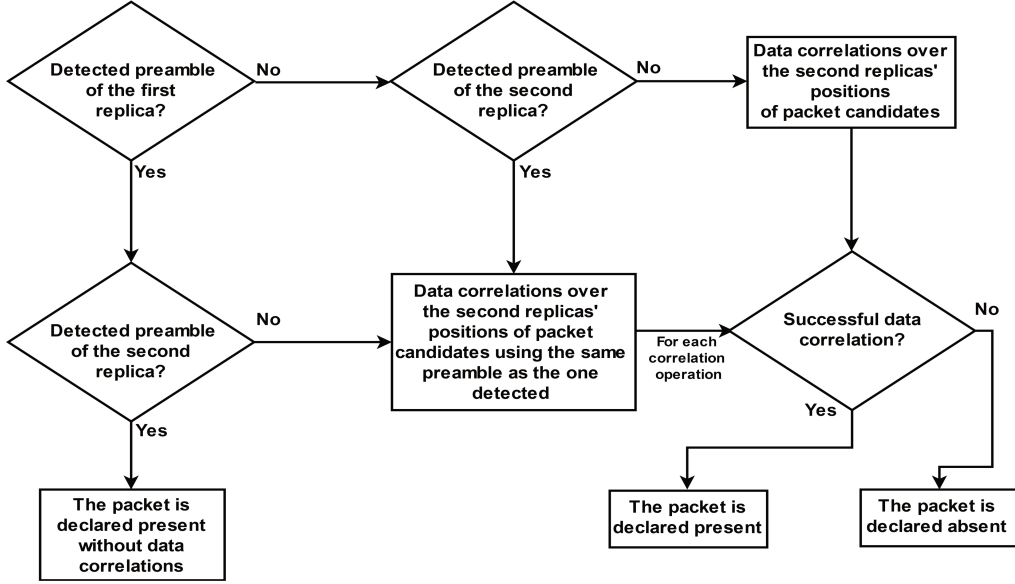 Detected preamble
of the first
replica?
No
Detected preamble
of the second
replica?
No
Data correlations over
the second replicas'
positions
of packet candidates
Yes
Yes
Detected preamble
of the second
replica?
No
Data correlations over
the second replicas'
positions of packet
candidates using the same
preamble as the one
detected
For each
correlation
operation
Successful data
correlation?
No
Yes
Yes
The packet is
declared present
without data
correlations
The packet is
declared present
The packet is
declared absent